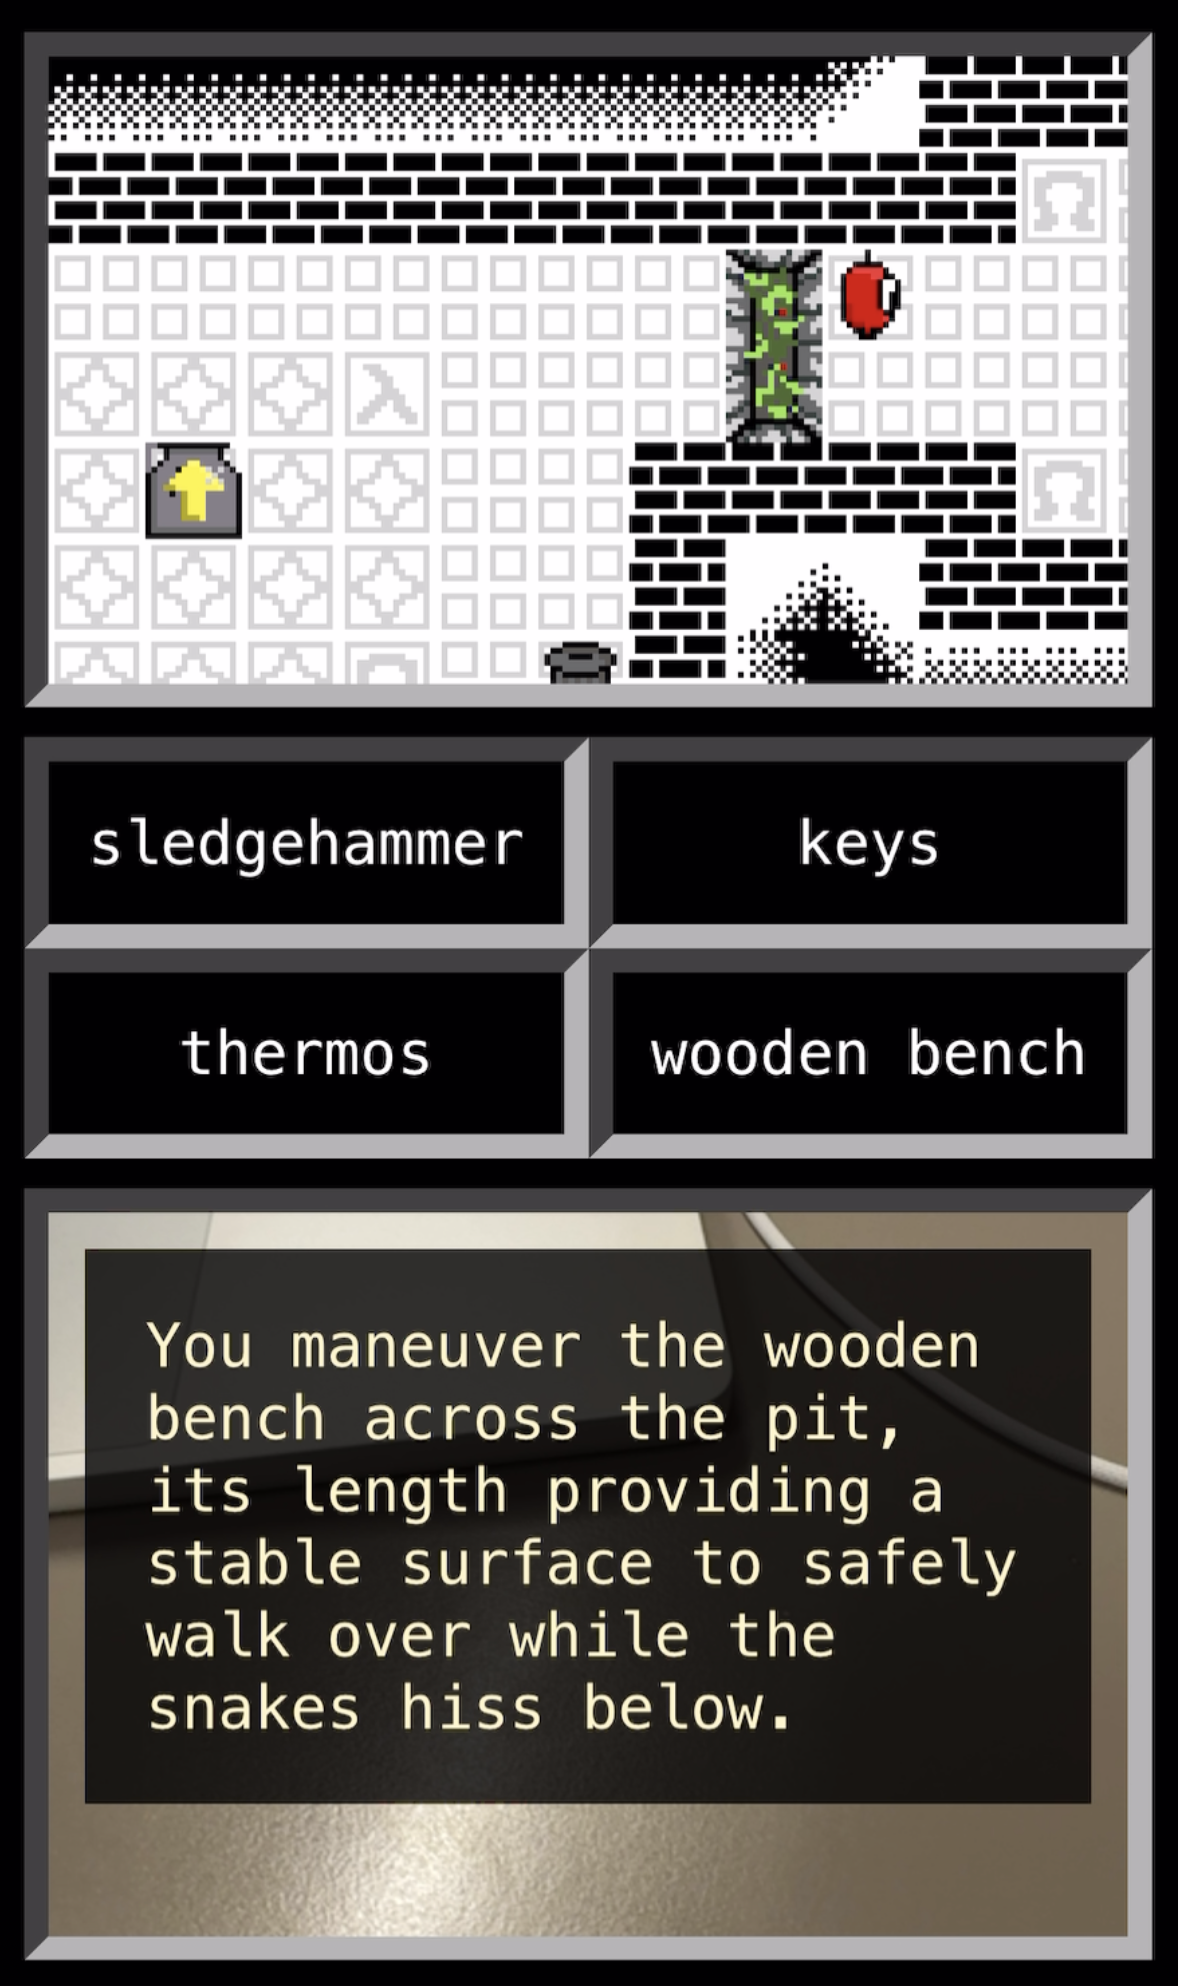 sledgehammer
keys
thermos
wooden bench
You maneuver the wooden
bench across the pit,
its length providing a
stable surface to safely
walk over while the
snakes hiss below.